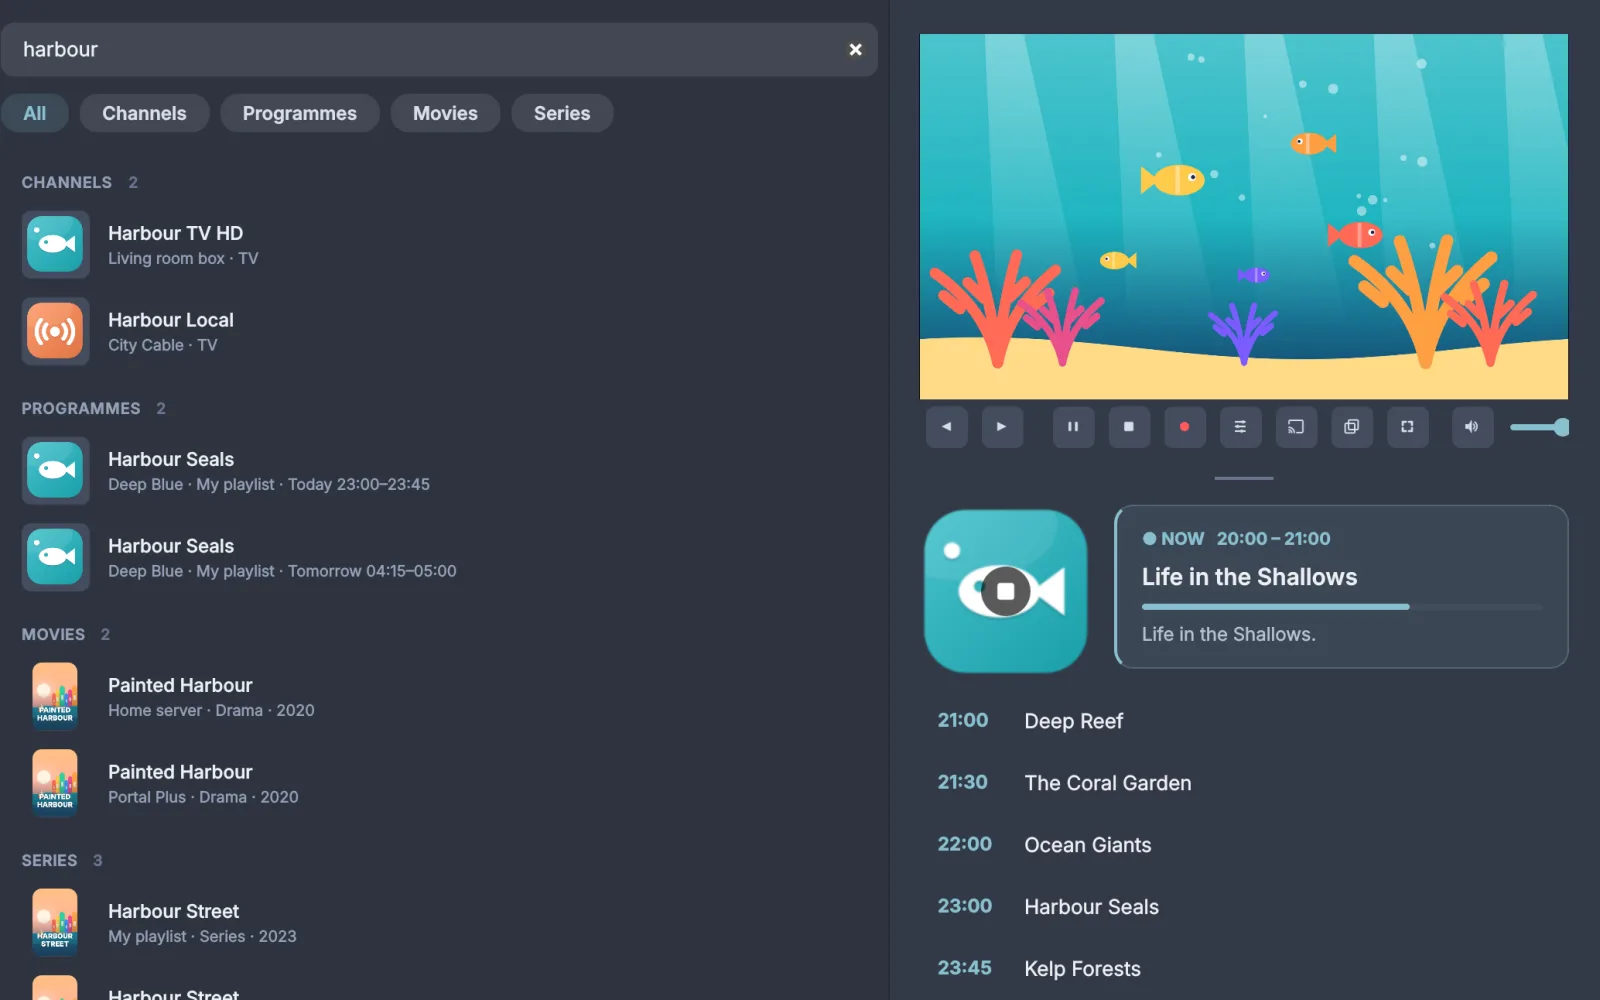 harbour
All
Channels
Programmes
Movies
Series
CHANNELS 2
Harbour TV HD
Living room box · TV
Harbour Local
City Cable · TV
PROGRAMMES 2
Harbour Seals
Deep Blue · My playlist · Today 23:00–23:45
Harbour Seals
Deep Blue · My playlist · Tomorrow 04:15–05:00
MOVIES 2
PAINTED
HARBOUR
Painted Harbour
Home server · Drama · 2020
PAINTED
HARBOUR
Painted Harbour
Portal Plus · Drama · 2020
SERIES 3
HARBOUR
STREET
Harbour Street
My playlist · Series · 2023
Harbour Street
NOW 20:00 – 21:00
Life in the Shallows
Life in the Shallows.
21:00 Deep Reef
21:30 The Coral Garden
22:00 Ocean Giants
23:00 Harbour Seals
23:45 Kelp Forests